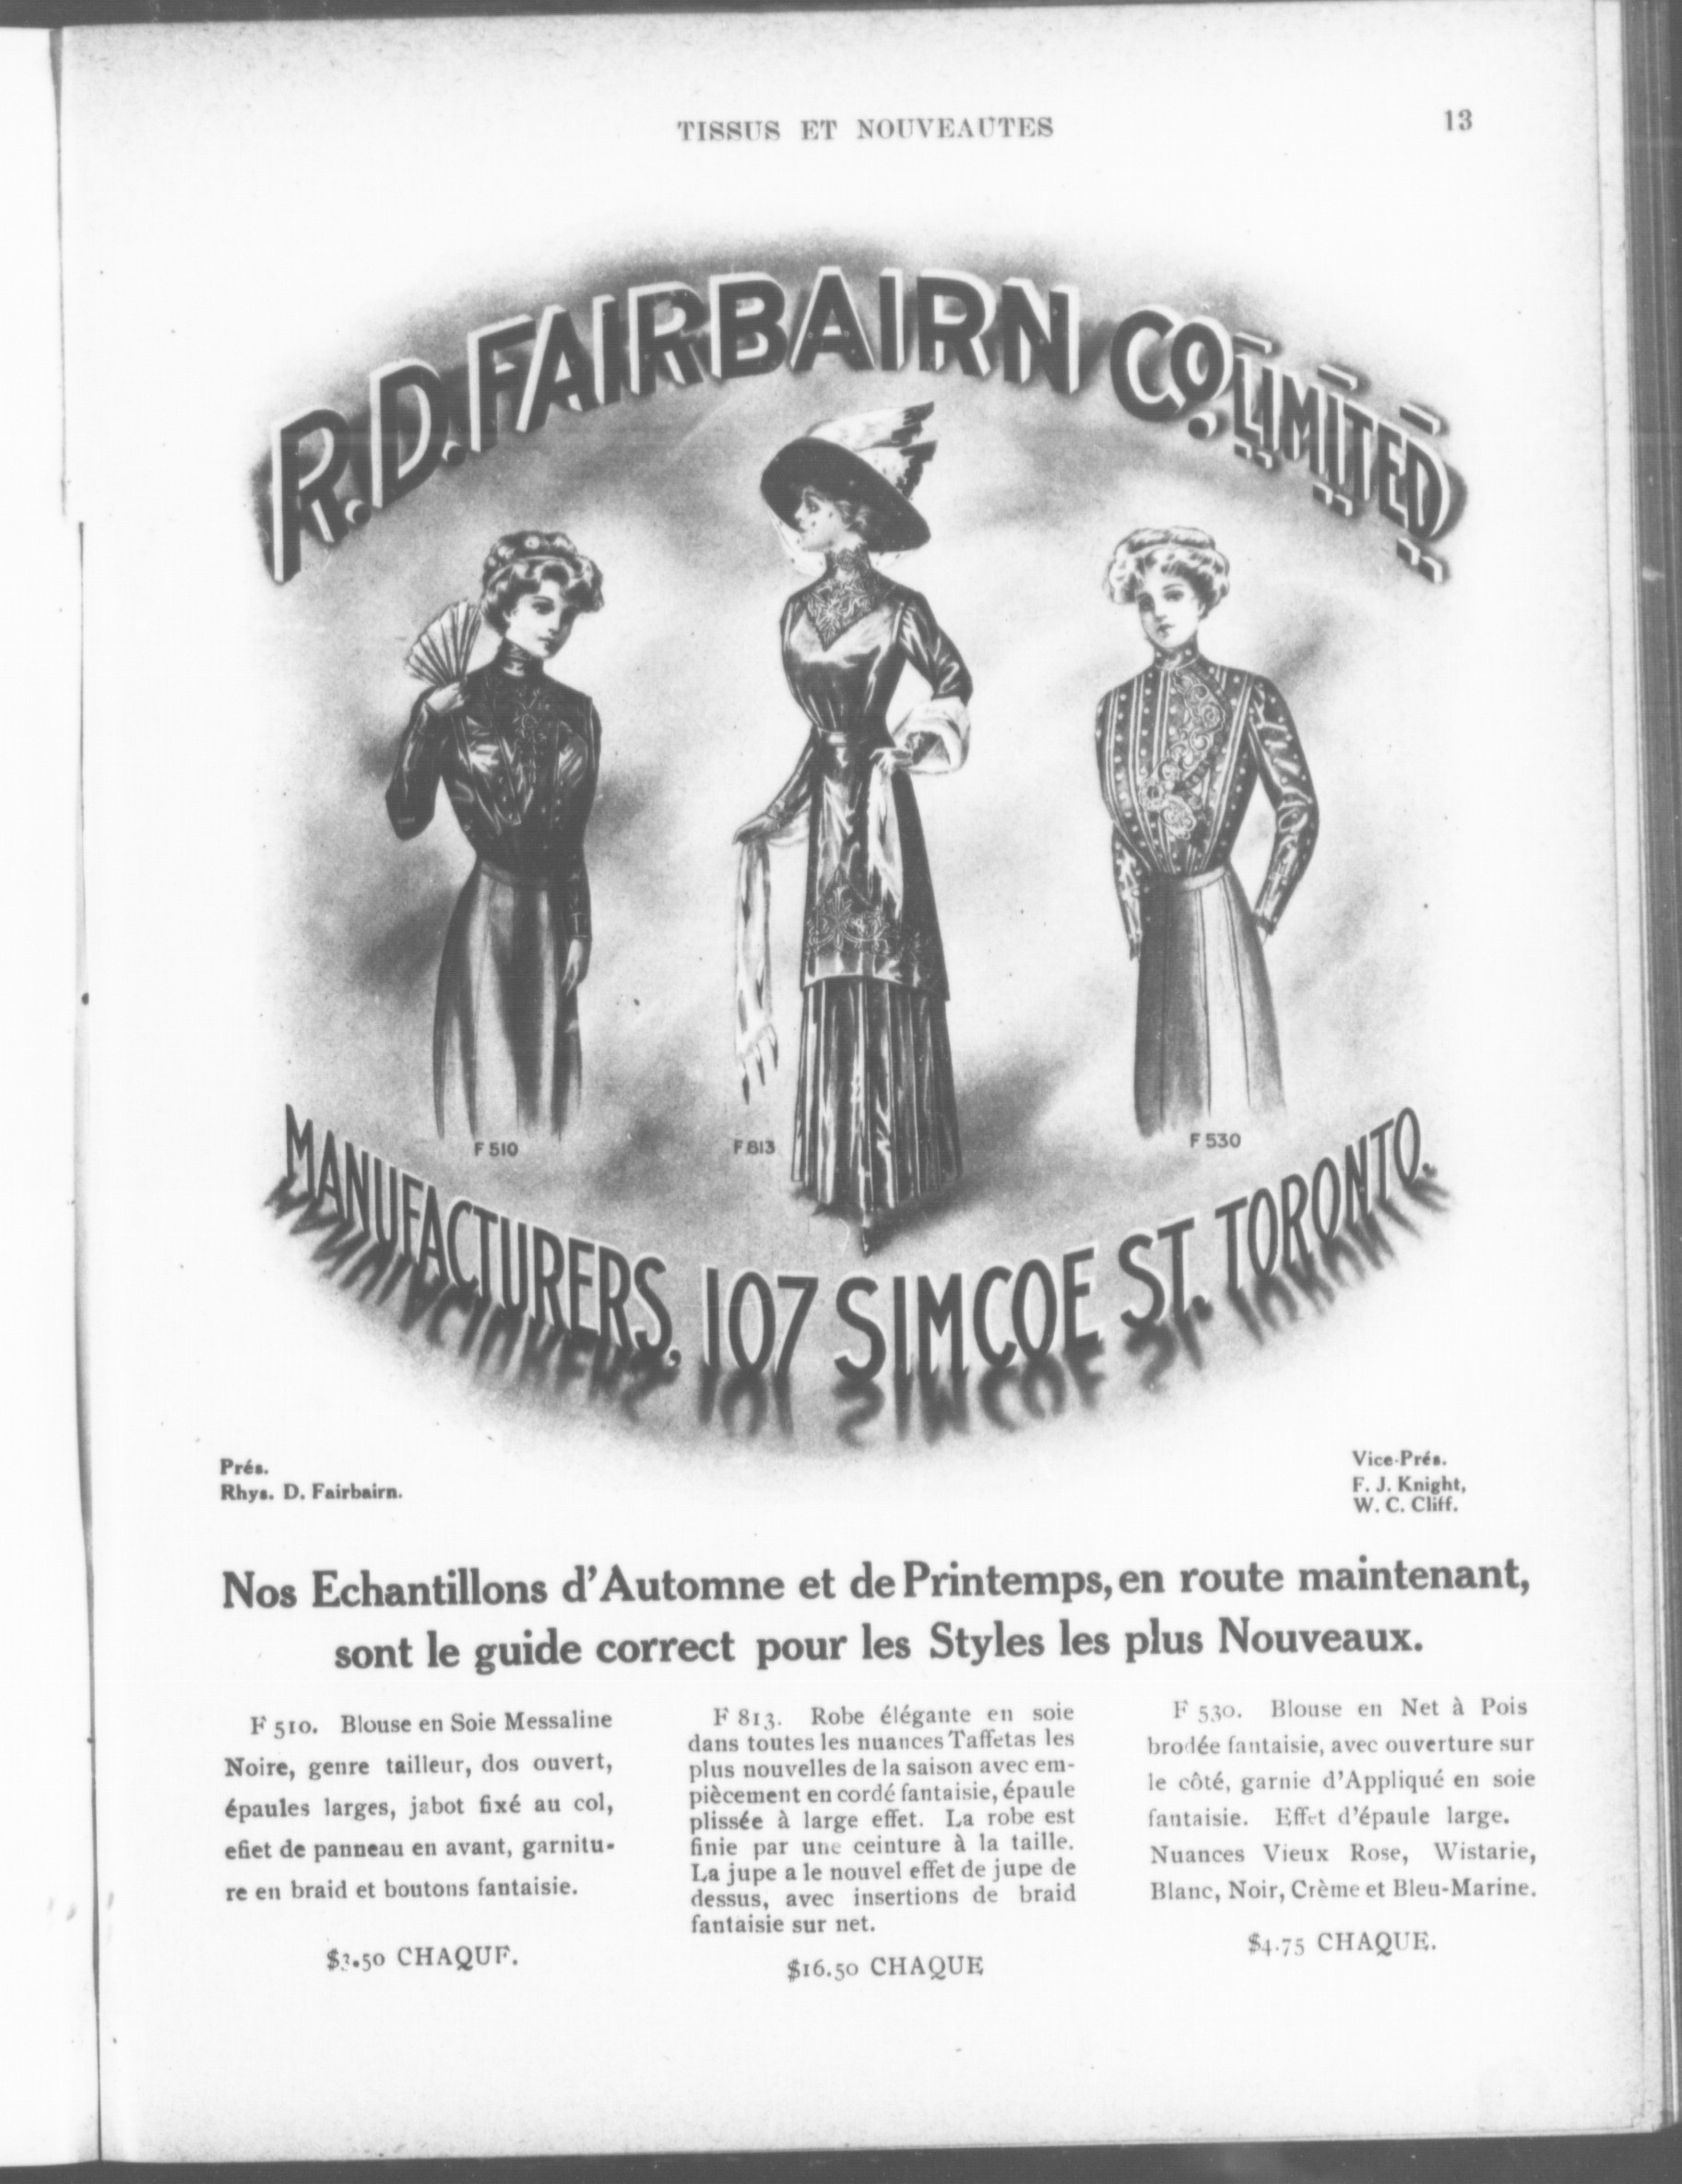 TISSUS ET NOUVEAUTES
13
R.D. FAIRBAIRN CO. LIMITED
F 510
F 813
F 530
MANUFACTURERS, 107 SIMCOE ST. TORONTO.
Prés.
Rhys. D. Fairbairn.
Vice-Prés.
F. J. Knight,
W. C. Cliff.
Nos Echantillons d'Automne et de Printemps, en route maintenant,
sont le guide correct pour les Styles les plus Nouveaux.
F 510. Blouse en Soie Messaline
Noire, genre tailleur, dos ouvert,
épaules larges, jabot fixé au col,
effet de panneau en avant, garnitu-
re en braid et boutons fantaisie.
$3.50 CHAQUE.
F 813. Robe élégante en soie
dans toutes les nuances Taffetas les
plus nouvelles de la saison avec em-
piècement en cordé fantaisie, épaule
plissée à large effet. La robe est
finie par une ceinture à la taille.
La jupe a le nouvel effet de jupe de
dessus, avec insertions de braid
fantaisie sur net.
$16.50 CHAQUE
F 530. Blouse en Net à Pois
brodée fantaisie, avec ouverture sur
le côté, garnie d'Appliqué en soie
fantaisie. Effet d'épaule large.
Nuances Vieux Rose, Wistarie,
Blanc, Noir, Crème et Bleu-Marine.
$4.75 CHAQUE.